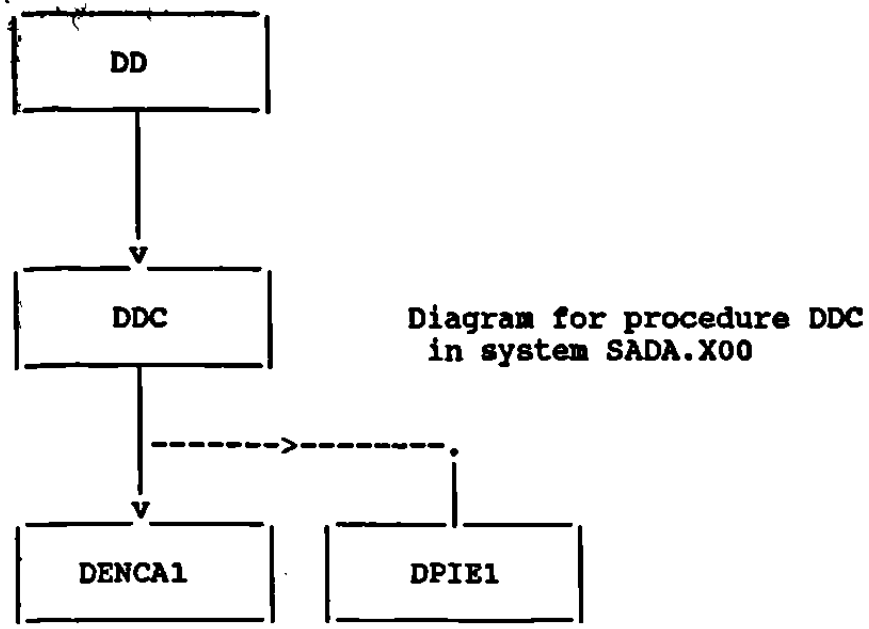 DD
DDC
Diagram for procedure DDC
in system SADA.X00
DENCA1
DPIE1